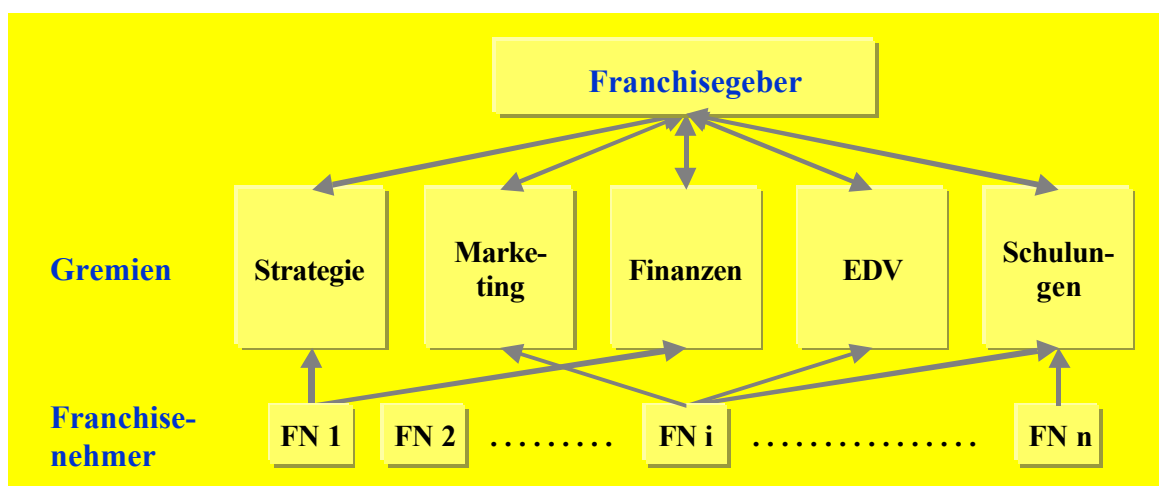 Franchisegeber
Gremien
Strategie
Marke-
ting
Finanzen
EDV
Schulun-
gen
Franchise-
nehmer
FN 1
FN 2
. . . . . . . . .
FN i
. . . . . . . . . . . . . . . .
FN n